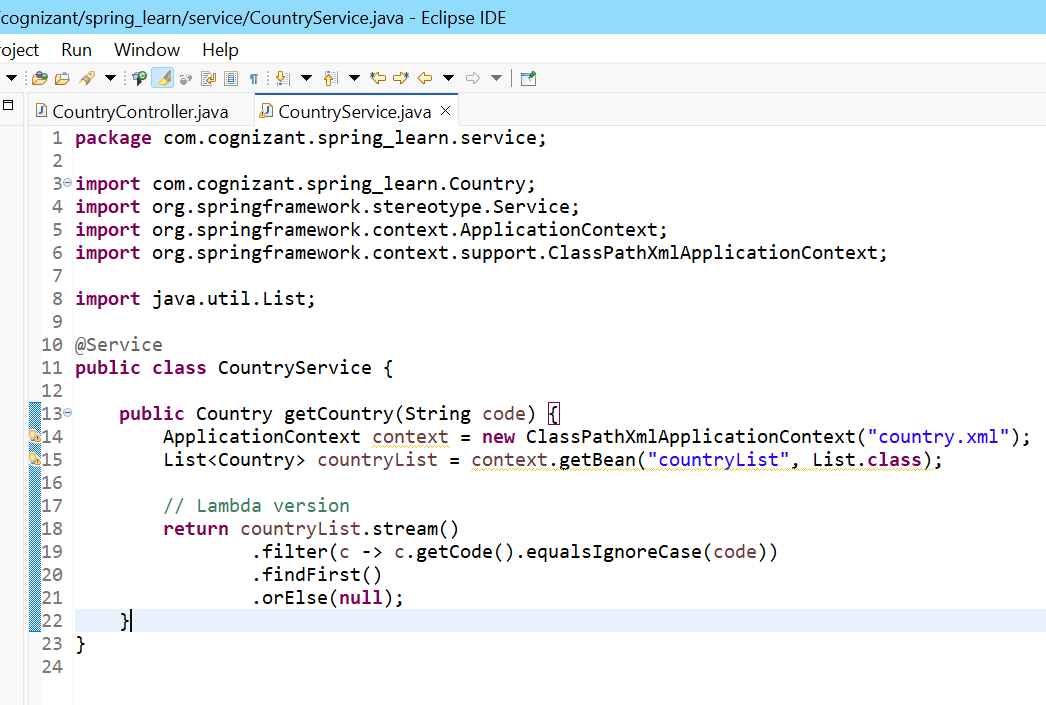 cognizant/spring_learn/service/CountryService.java - Eclipse IDE
oject Run Window Help
CountryController.java CountryService.java
1 package com.cognizant.spring_learn.service;
2
3 import com.cognizant.spring_learn.Country;
4 import org.springframework.stereotype.Service;
5 import org.springframework.context.ApplicationContext;
6 import org.springframework.context.support.ClassPathXmlApplicationContext;
7
8 import java.util.List;
9
10 @Service
11 public class CountryService {
12
13     public Country getCountry(String code) {
14         ApplicationContext context = new ClassPathXmlApplicationContext("country.xml");
15         List<Country> countryList = context.getBean("countryList", List.class);
16
17         // Lambda version
18         return countryList.stream()
19                 .filter(c -> c.getCode().equalsIgnoreCase(code))
20                 .findFirst()
21                 .orElse(null);
22     }
23 }
24